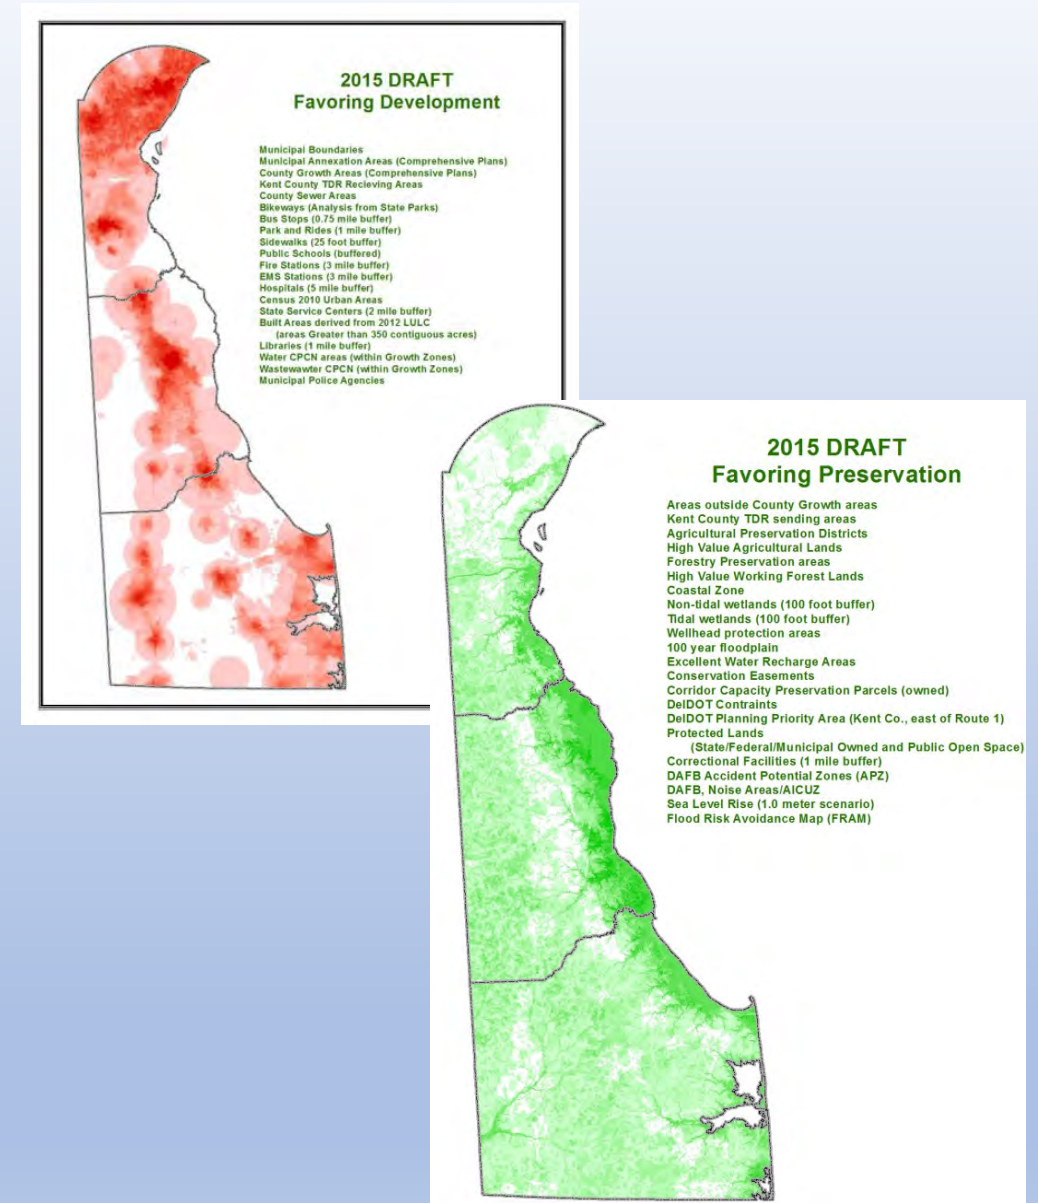 2015 DRAFT
Favoring Development
Municipal Boundaries
Municipal Annexation Areas (Comprehensive Plans)
County Growth Areas (Comprehensive Plans)
Kent County TDR Recieving Areas
County Sewer Areas
Bikeways (Analysis from State Parks)
Bus Stops (0.75 mile buffer)
Park and Rides (1 mile buffer)
Sidewalks (25 foot buffer)
Public Schools (buffered)
Fire Stations (3 mile buffer)
EMS Stations (3 mile buffer)
Hospitals (5 mile buffer)
Census 2010 Urban Areas
State Service Centers (2 mile buffer)
Built Areas derived from 2012 LULC
(areas Greater than 350 contiguous acres)
Libraries (1 mile buffer)
Water CPCN areas (within Growth Zones)
Wastewawter CPCN (within Growth Zones)
Municipal Police Agencies
2015 DRAFT
Favoring Preservation
Areas outside County Growth areas
Kent County TDR sending areas
Agricultural Preservation Districts
High Value Agricultural Lands
Forestry Preservation areas
High Value Working Forest Lands
Coastal Zone
Non-tidal wetlands (100 foot buffer)
Tidal wetlands (100 foot buffer)
Wellhead protection areas
100 year floodplain
Excellent Water Recharge Areas
Conservation Easements
Corridor Capacity Preservation Parcels (owned)
DelDOT Contraints
DelDOT Planning Priority Area (Kent Co., east of Route 1)
Protected Lands
(State/Federal/Municipal Owned and Public Open Space)
Correctional Facilities (1 mile buffer)
DAFB Accident Potential Zones (APZ)
DAFB, Noise Areas/AICUZ
Sea Level Rise (1.0 meter scenario)
Flood Risk Avoidance Map (FRAM)